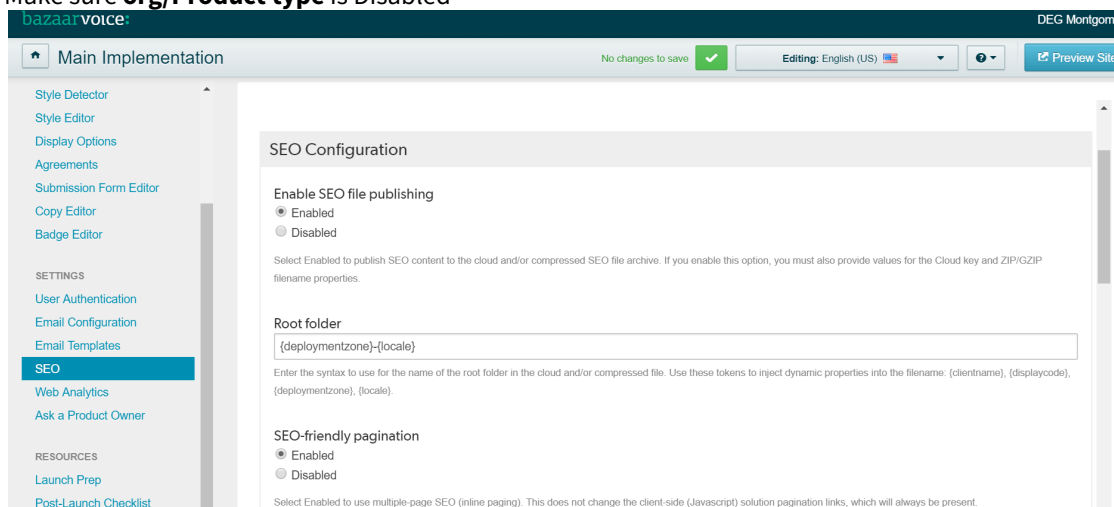 Make sure org/Product type is Disabled
bazaarvoice:
DEG Montgom
Main Implementation
No changes to save
Editing: English (US)
Preview Site
Style Detector
Style Editor
Display Options
Agreements
Submission Form Editor
Copy Editor
Badge Editor
SETTINGS
User Authentication
Email Configuration
Email Templates
SEO
Web Analytics
Ask a Product Owner
RESOURCES
Launch Prep
Post-Launch Checklist
SEO Configuration
Enable SEO file publishing
Enabled
Disabled
Select Enabled to publish SEO content to the cloud and/or compressed SEO file archive. If you enable this option, you must also provide values for the Cloud key and ZIP/GZIP
filename properties.
Root folder
{deploymentzone}-{locale}
Enter the syntax to use for the name of the root folder in the cloud and/or compressed file. Use these tokens to inject dynamic properties into the filename: {clientname}, {displaycode},
{deploymentzone}, {locale}.
SEO-friendly pagination
Enabled
Disabled
Select Enabled to use multiple-page SEO (inline paging). This does not change the client-side (Javascript) solution pagination links, which will always be present.